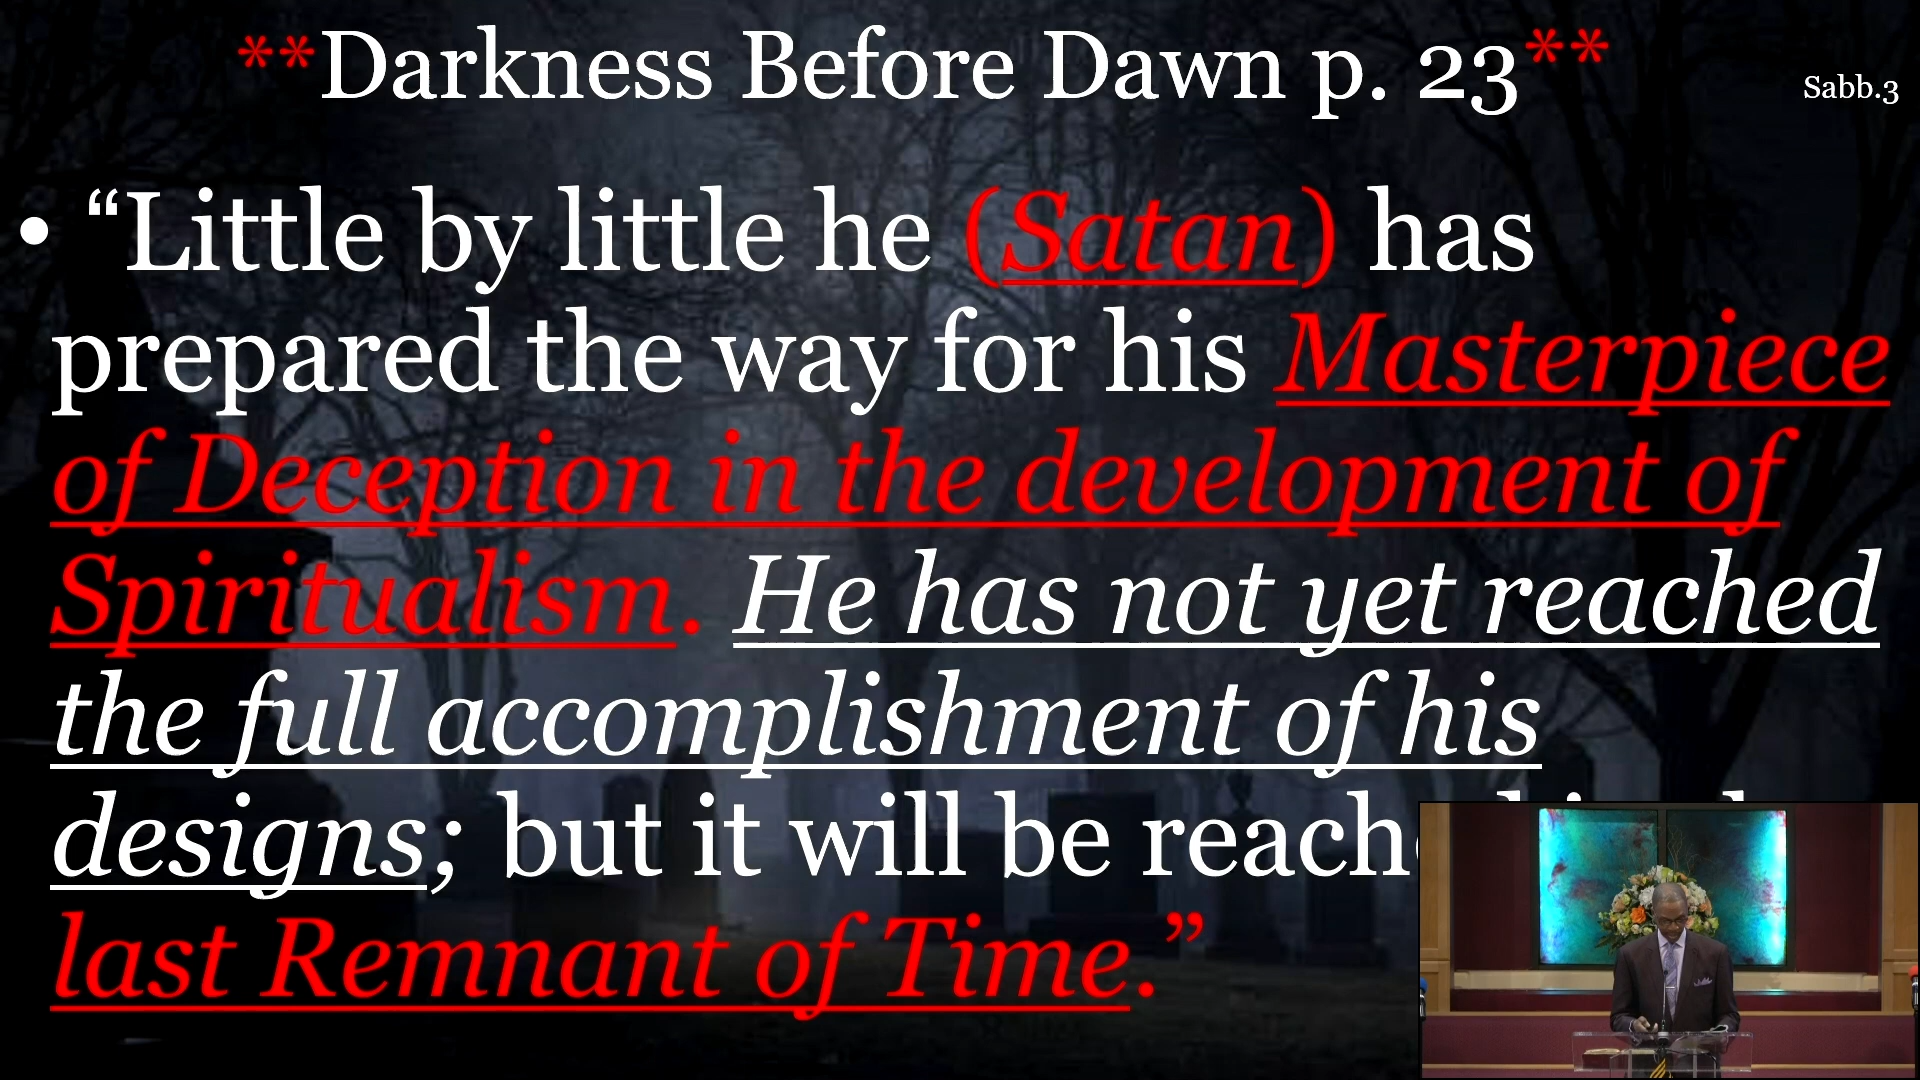 **Darkness Before Dawn p. 23**
Sabb.3
• “Little by little he (Satan) has
prepared the way for his Masterpiece
of Deception in the development of
Spiritualism. He has not yet reached
the full accomplishment of his
designs; but it will be
last Remnant of Time.”